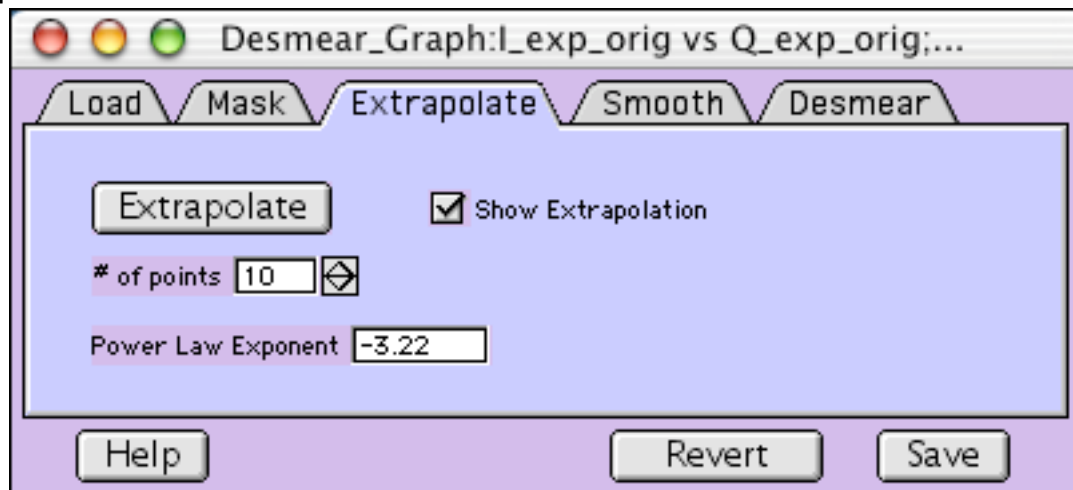 Desmear_Graph:I_exp_orig vs Q_exp_orig;...
Load Mask Extrapolate Smooth Desmear
Extrapolate Show Extrapolation
# of points 10
Power Law Exponent -3.22
Help Revert Save